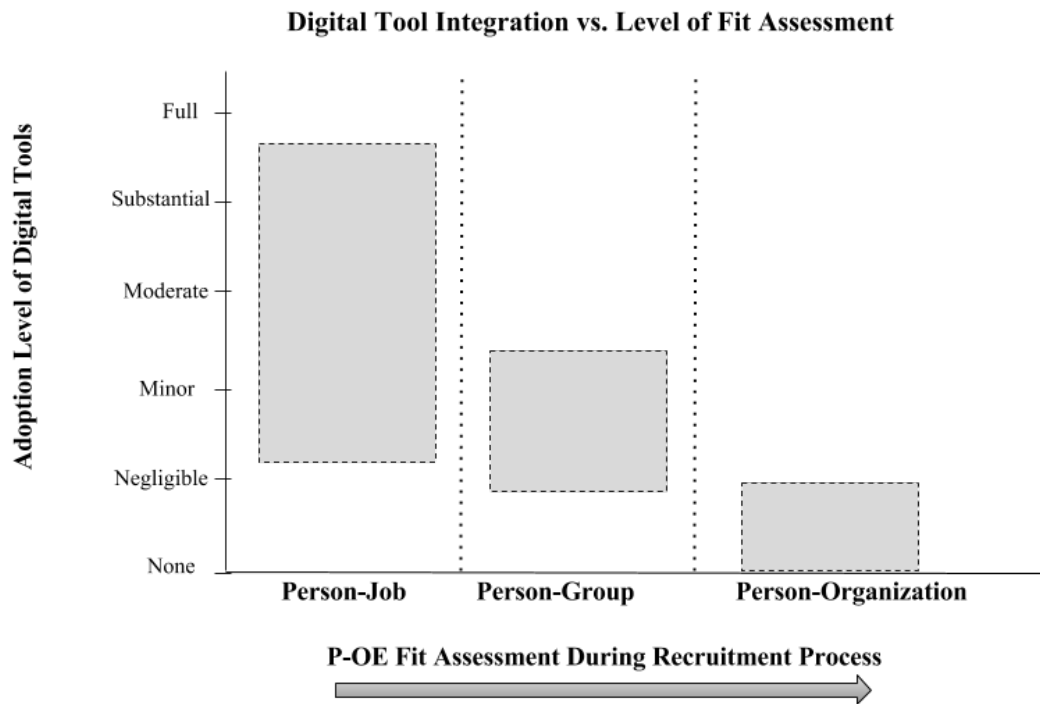 Digital Tool Integration vs. Level of Fit Assessment
Adoption Level of Digital Tools
Full
Substantial
Moderate
Minor
Negligible
None
Person-Job
Person-Group
Person-Organization
P-OE Fit Assessment During Recruitment Process